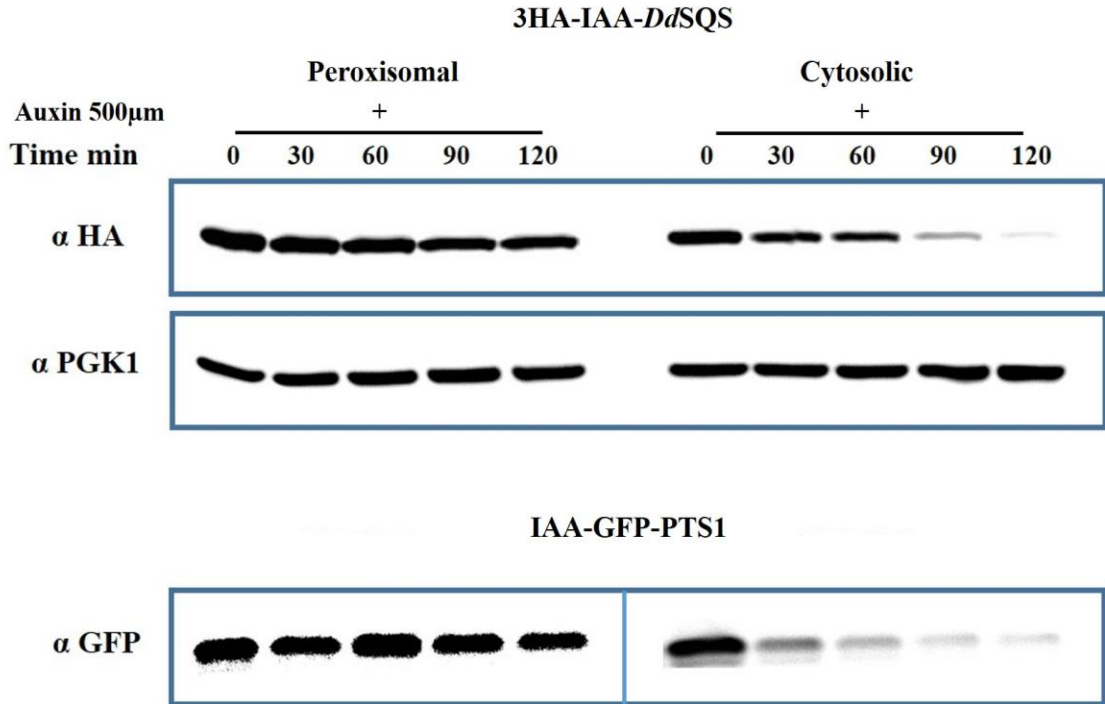 3HA-IAA-DdSQS
Peroxisomal Cytosolic
Auxin 500µm + +
Time min 0 30 60 90 120 0 30 60 90 120
α HA
α PGK1
IAA-GFP-PTS1
α GFP